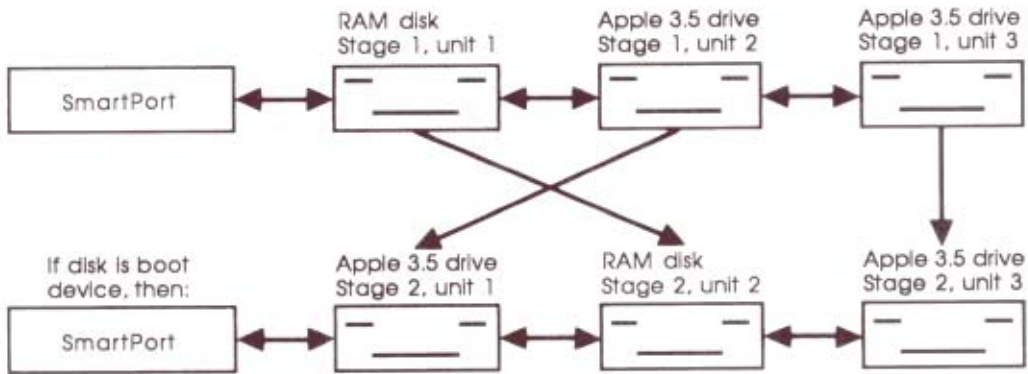 RAM disk
Stage 1, unit 1
Apple 3.5 drive
Stage 1, unit 2
Apple 3.5 drive
Stage 1, unit 3
SmartPort
If disk is boot
device, then:
SmartPort
Apple 3.5 drive
Stage 2, unit 1
RAM disk
Stage 2, unit 2
Apple 3.5 drive
Stage 2, unit 3